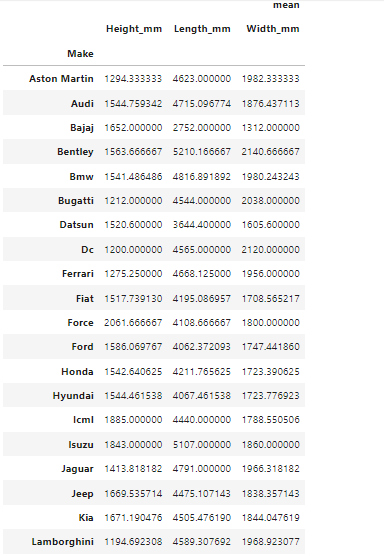 mean
Height_mm Length_mm Width_mm
Make
Aston Martin 1294.333333 4623.000000 1982.333333
Audi 1544.759342 4715.096774 1876.437113
Bajaj 1652.000000 2752.000000 1312.000000
Bentley 1563.666667 5210.166667 2140.666667
Bmw 1541.486486 4816.891892 1980.243243
Bugatti 1212.000000 4544.000000 2038.000000
Datsun 1520.600000 3644.400000 1605.600000
Dc 1200.000000 4565.000000 2120.000000
Ferrari 1275.250000 4668.125000 1956.000000
Fiat 1517.739130 4195.086957 1708.565217
Force 2061.666667 4108.666667 1800.000000
Ford 1586.069767 4062.372093 1747.441860
Honda 1542.640625 4211.765625 1723.390625
Hyundai 1544.461538 4067.461538 1723.776923
Icml 1885.000000 4440.000000 1788.550506
Isuzu 1843.000000 5107.000000 1860.000000
Jaguar 1413.818182 4791.000000 1966.318182
Jeep 1669.535714 4475.107143 1838.357143
Kia 1671.190476 4505.476190 1844.047619
Lamborghini 1194.692308 4589.307692 1968.923077